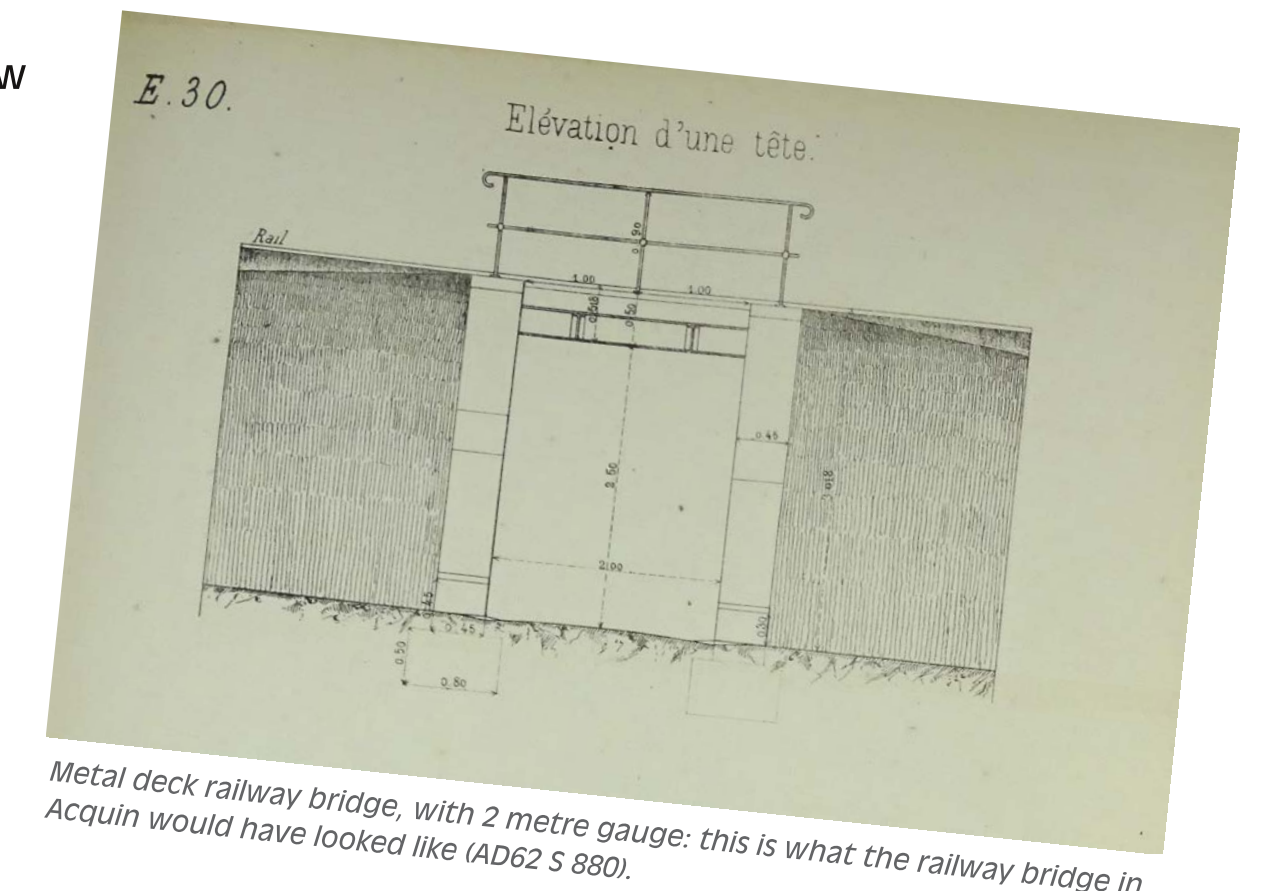 W
E.30.
Elévation d'une tête.
Rail
0.90
1.00
1.00
0.50
0.45
2.50
3.018
2.00
0.45
0.45
0.30
0.50
0.80
Metal deck railway bridge, with 2 metre gauge: this is what the railway bridge in
Acquin would have looked like (AD62 S 880).